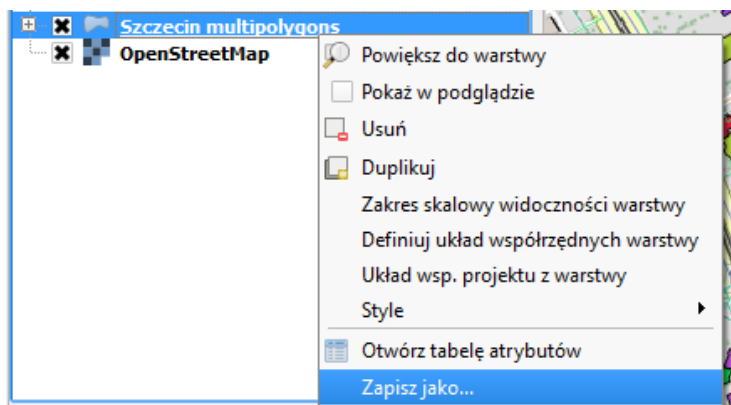 Szczecin multipolygons
OpenStreetMap
Powiększ do warstwy
Pokaż w podglądzie
Usuń
Duplikuj
Zakres skalowy widoczności warstwy
Definiuj układ współrzędnych warstwy
Układ wsp. projektu z warstwy
Style
Otwórz tabelę atrybutów
Zapisz jako...